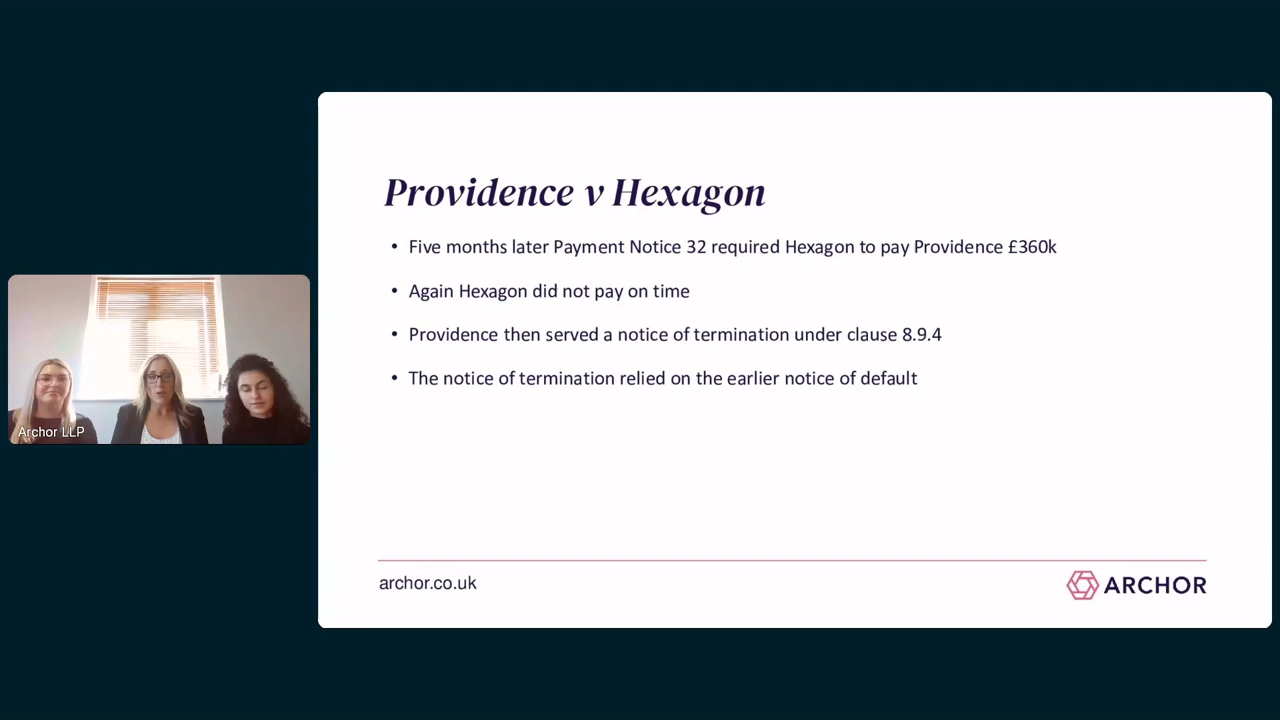 Providence v Hexagon
• Five months later Payment Notice 32 required Hexagon to pay Providence £360k
• Again Hexagon did not pay on time
• Providence then served a notice of termination under clause 8.9.4
• The notice of termination relied on the earlier notice of default
Archor LLP
archor.co.uk
ARCHOR